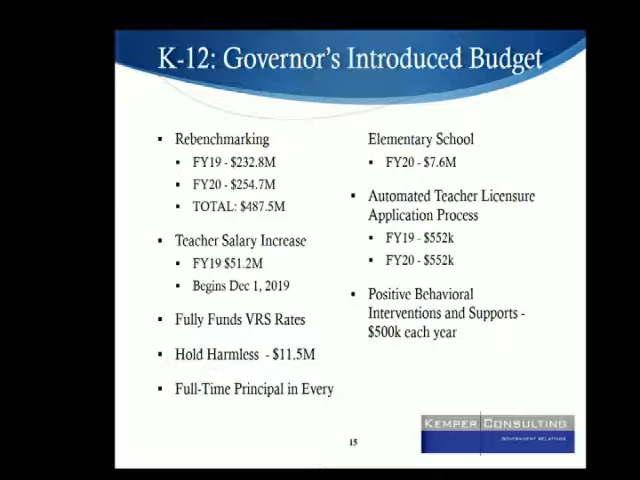 K-12: Governor's Introduced Budget
Rebenchmarking
FY19 - $232.8M
FY20 - $254.7M
TOTAL: $487.5M
Teacher Salary Increase
FY19 $51.2M
Begins Dec 1, 2019
Fully Funds VRS Rates
Hold Harmless - $11.5M
Full-Time Principal in Every
Elementary School
FY20 - $7.6M
Automated Teacher Licensure
Application Process
FY19 - $552k
FY20 - $552k
Positive Behavioral
Interventions and Supports -
$500k each year
15
KEMPER CONSULTING
GOVERNMENT RELATIONS